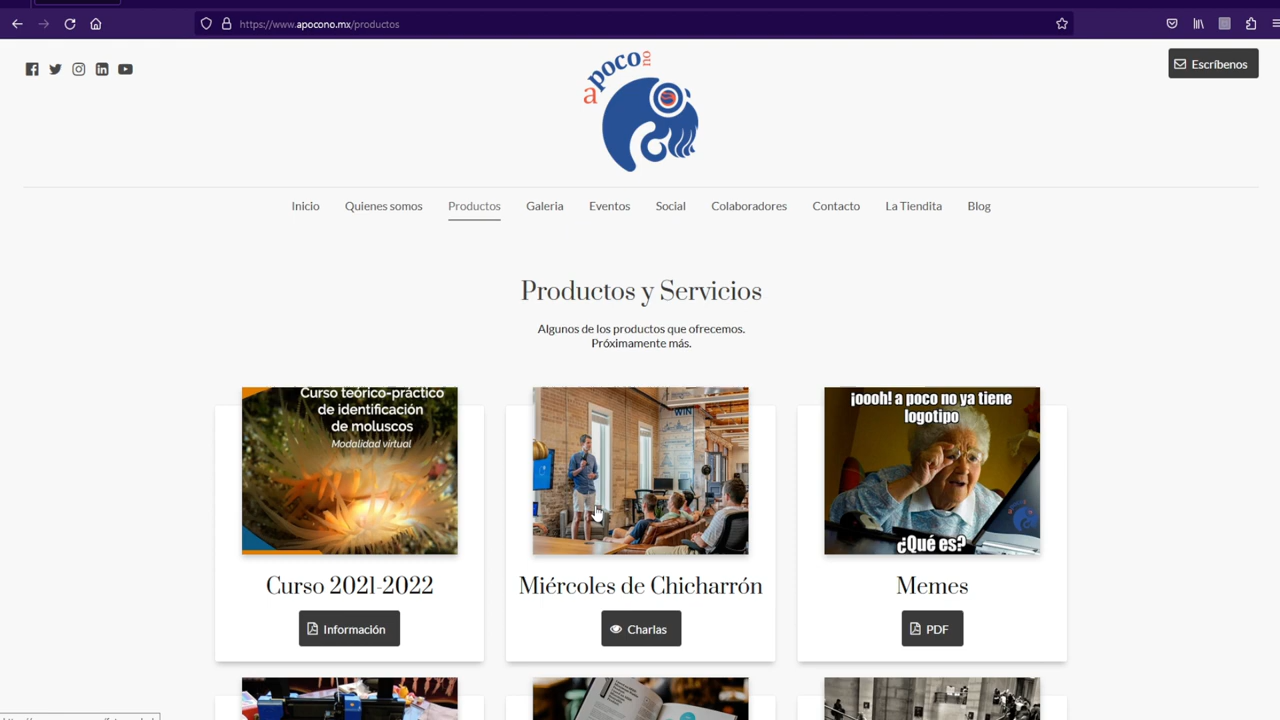 https://www.apocono.mx/productos
a poco no
Escríbenos
Inicio
Quienes somos
Productos
Galeria
Eventos
Social
Colaboradores
Contacto
La Tiendita
Blog
Productos y Servicios
Algunos de los productos que ofrecemos.
Próximamente más.
Curso teórico-práctico
de identificación
de moluscos
Modalidad virtual
WIN
¡oooh! a poco no ya tiene
logotipo
¿Qué es?
Curso 2021-2022
Miércoles de Chicharrón
Memes
Información
Charlas
PDF